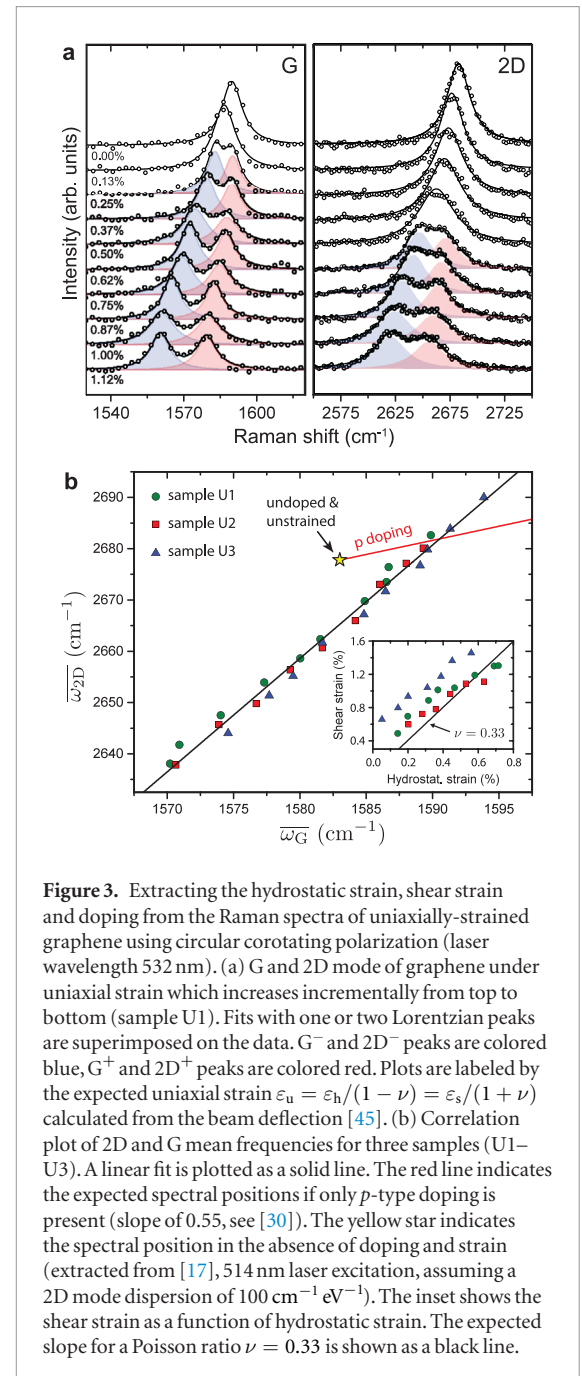 a
G
2D
Intensity (arb. units)
0.00%
0.13%
0.25%
0.37%
0.50%
0.62%
0.75%
0.87%
1.00%
1.12%
1540 1570 1600 2575 2625 2675 2725
Raman shift (cm⁻¹)
b
sample U1
sample U2
sample U3
undoped &
unstrained
p doping
2690
2680
2670
2660
2650
2640
ω2D (cm⁻¹)
Shear strain (%)
1.6
1.2
0.8
0.4
ν = 0.33
0.0 0.2 0.4 0.6 0.8
Hydrostat. strain (%)
1570 1575 1580 1585 1590 1595
ωG (cm⁻¹)
Figure 3. Extracting the hydrostatic strain, shear strain
and doping from the Raman spectra of uniaxially-strained
graphene using circular corotating polarization (laser
wavelength 532 nm). (a) G and 2D mode of graphene under
uniaxial strain which increases incrementally from top to
bottom (sample U1). Fits with one or two Lorentzian peaks
are superimposed on the data. G⁻ and 2D⁻ peaks are colored
blue, G⁺ and 2D⁺ peaks are colored red. Plots are labeled by
the expected uniaxial strain εu = εh/(1 − ν) = εs/(1 + ν)
calculated from the beam deflection [45]. (b) Correlation
plot of 2D and G mean frequencies for three samples (U1–
U3). A linear fit is plotted as a solid line. The red line indicates
the expected spectral positions if only p-type doping is
present (slope of 0.55, see [30]). The yellow star indicates
the spectral position in the absence of doping and strain
(extracted from [17], 514 nm laser excitation, assuming a
2D mode dispersion of 100 cm⁻¹ eV⁻¹). The inset shows the
shear strain as a function of hydrostatic strain. The expected
slope for a Poisson ratio ν = 0.33 is shown as a black line.